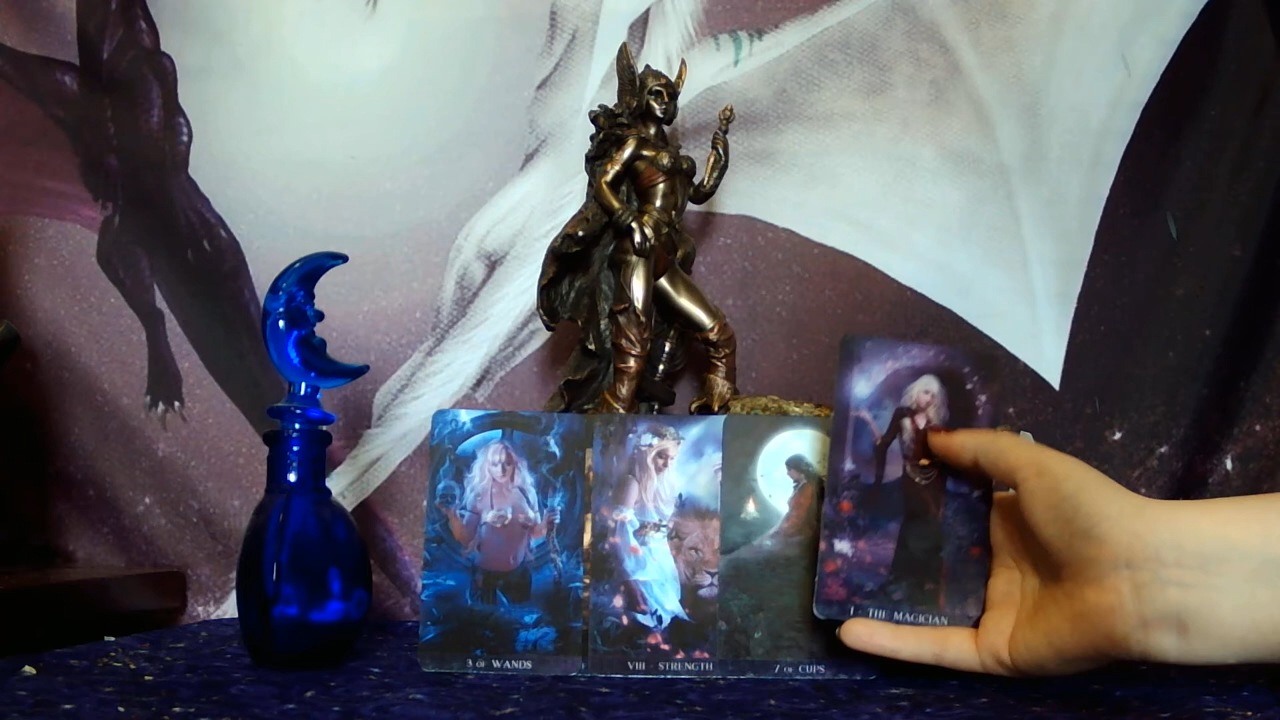 3 OF WANDS
VIII - STRENGTH
7 OF CUPS
I - THE MAGICIAN